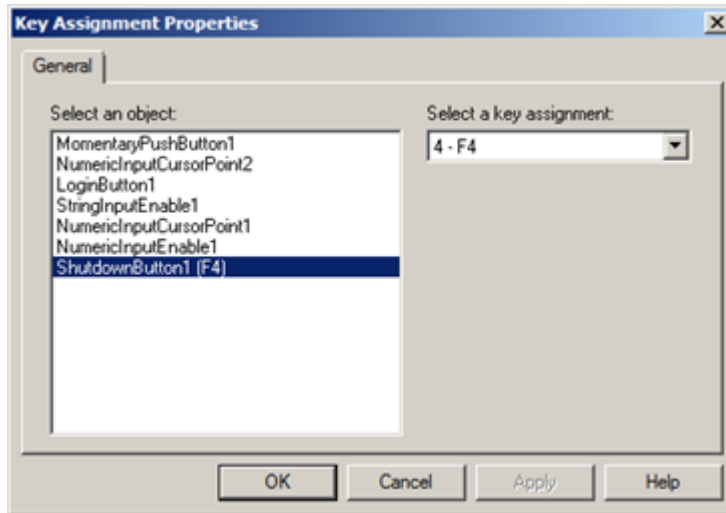 Key Assignment Properties
General
Select an object:
MomentaryPushButton1
NumericInputCursorPoint2
LoginButton1
StringInputEnable1
NumericInputCursorPoint1
NumericInputEnable1
ShutdownButton1 (F4)
Select a key assignment:
4 - F4
OK
Cancel
Apply
Help